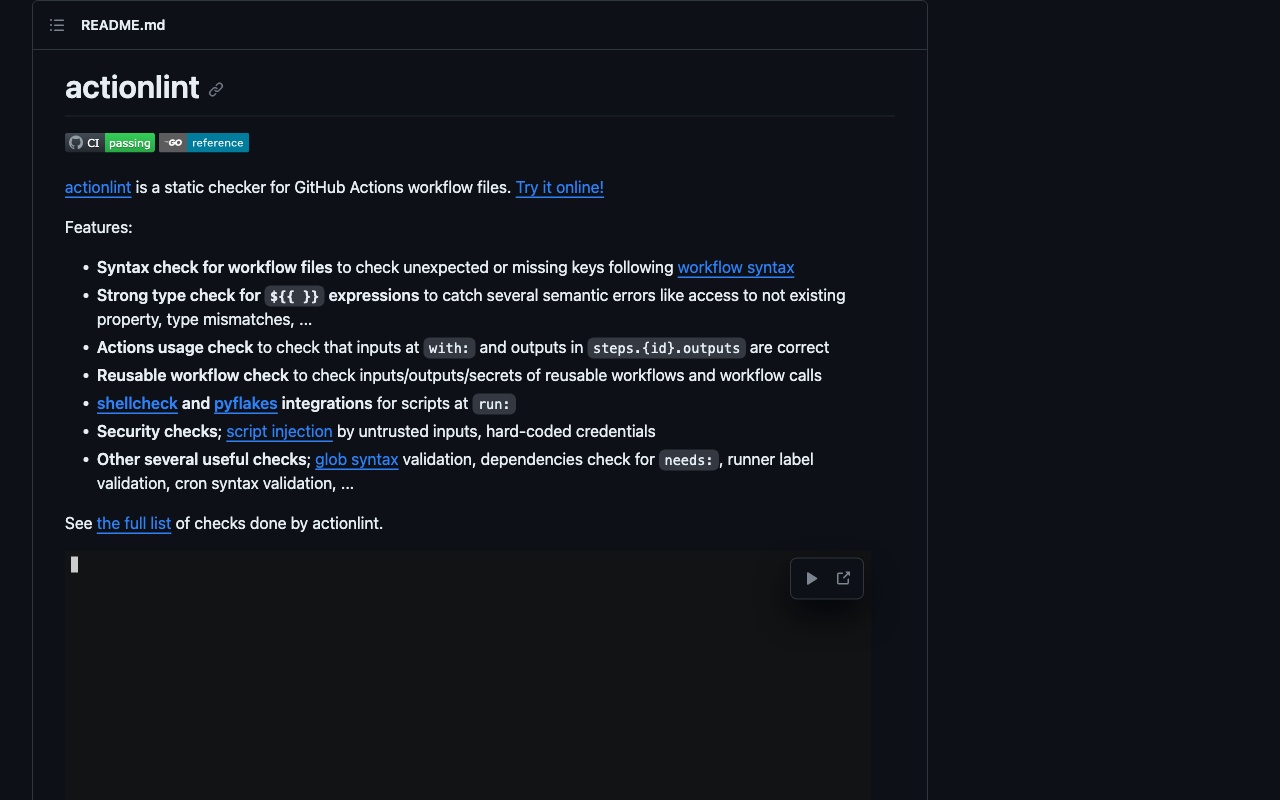 README.md
actionlint
CI passing GO reference
actionlint is a static checker for GitHub Actions workflow files. Try it online!
Features:
• Syntax check for workflow files to check unexpected or missing keys following workflow syntax
• Strong type check for ${{ }} expressions to catch several semantic errors like access to not existing
property, type mismatches, ...
• Actions usage check to check that inputs at with: and outputs in steps.{id}.outputs are correct
• Reusable workflow check to check inputs/outputs/secrets of reusable workflows and workflow calls
• shellcheck and pyflakes integrations for scripts at run:
• Security checks; script injection by untrusted inputs, hard-coded credentials
• Other several useful checks; glob syntax validation, dependencies check for needs:, runner label
validation, cron syntax validation, ...
See the full list of checks done by actionlint.